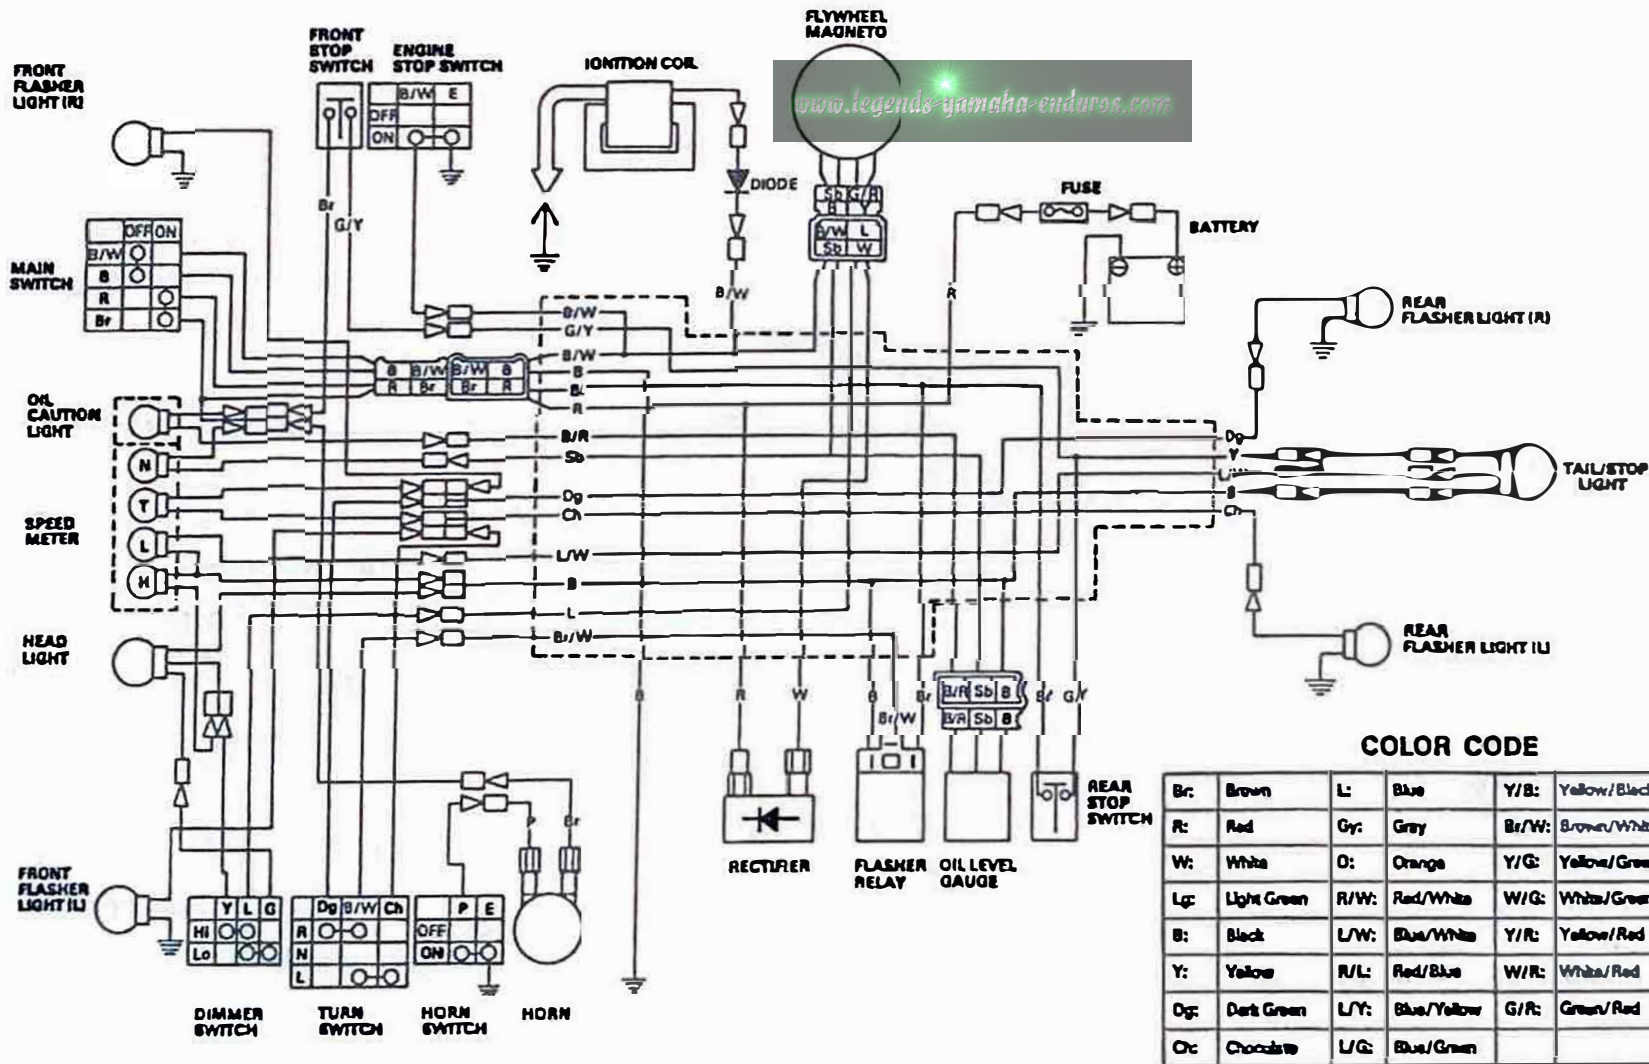 FLYWHEEL
MAGNETO
www.legends-yamaha-enduros.com
FRONT
STOP
SWITCH
ENGINE
STOP SWITCH
B/W E
OFF
ON
IGNITION COIL
FRONT
FLASHER
LIGHT (R)
DIODE
FUSE
BATTERY
Br
G/Y
Sb G/R
B Y
B/W L
Sb W
MAIN
SWITCH
OFF ON
B/W
B
R
Br
B/W
R
REAR
FLASHER LIGHT (R)
B/W
G/Y
B/W
B
Br
R
B B/W B/W B
R Br Br R
OIL
CAUTION
LIGHT
B/R
Sb
N
T
L
H
SPEED
METER
Dg
Ch
L/W
B
L
Br/W
Dg
Y
L/W
B
Ch
TAIL/STOP
LIGHT
HEAD
LIGHT
REAR
FLASHER LIGHT (L)
B
R
W
B
Br/W
Br
B/R Sb B
B/R Sb B
Br
G/Y
P
Br
RECTIFIER
FLASHER
RELAY
OIL LEVEL
GAUGE
REAR
STOP
SWITCH
FRONT
FLASHER
LIGHT (L)
Y L G
Hi
Lo
DIMMER
SWITCH
Dg B/W Ch
R
N
L
TURN
SWITCH
P E
OFF
ON
HORN
SWITCH
HORN
COLOR CODE
Br: Brown L: Blue Y/B: Yellow/Black
R: Red Gy: Gray Br/W: Brown/White
W: White O: Orange Y/G: Yellow/Green
Lg: Light Green R/W: Red/White W/G: White/Green
B: Black L/W: Blue/White Y/R: Yellow/Red
Y: Yellow R/L: Red/Blue W/R: White/Red
Dg: Dark Green L/Y: Blue/Yellow G/R: Green/Red
Ch: Chocolate L/G: Blue/Green